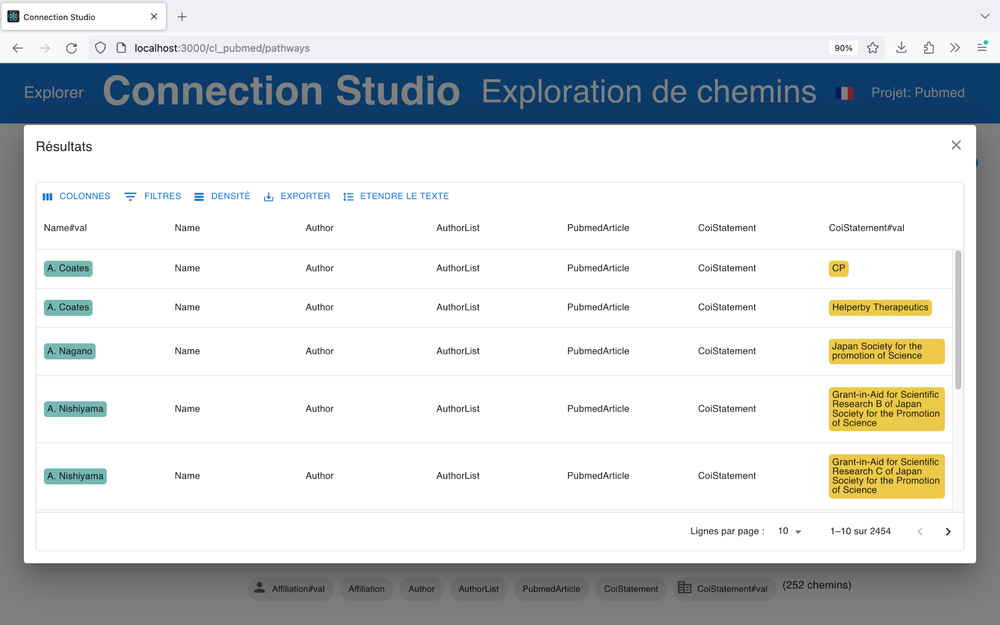 Connection Studio
localhost:3000/cl_pubmed/pathways
90%
Explorer Connection Studio Exploration de chemins Projet: Pubmed
Résultats
COLONNES FILTRES DENSITÉ EXPORTER ETENDRE LE TEXTE
Name#val Name Author AuthorList PubmedArticle CoiStatement CoiStatement#val
A. Coates Name Author AuthorList PubmedArticle CoiStatement CP
A. Coates Name Author AuthorList PubmedArticle CoiStatement Helperby Therapeutics
A. Nagano Name Author AuthorList PubmedArticle CoiStatement Japan Society for the
promotion of Science
A. Nishiyama Name Author AuthorList PubmedArticle CoiStatement Grant-in-Aid for Scientific
Research B of Japan
Society for the Promotion
of Science
A. Nishiyama Name Author AuthorList PubmedArticle CoiStatement Grant-in-Aid for Scientific
Research C of Japan
Society for the Promotion
of Science
Lignes par page : 10 1–10 sur 2454
Affiliation#val Affiliation Author AuthorList PubmedArticle CoiStatement CoiStatement#val (252 chemins)